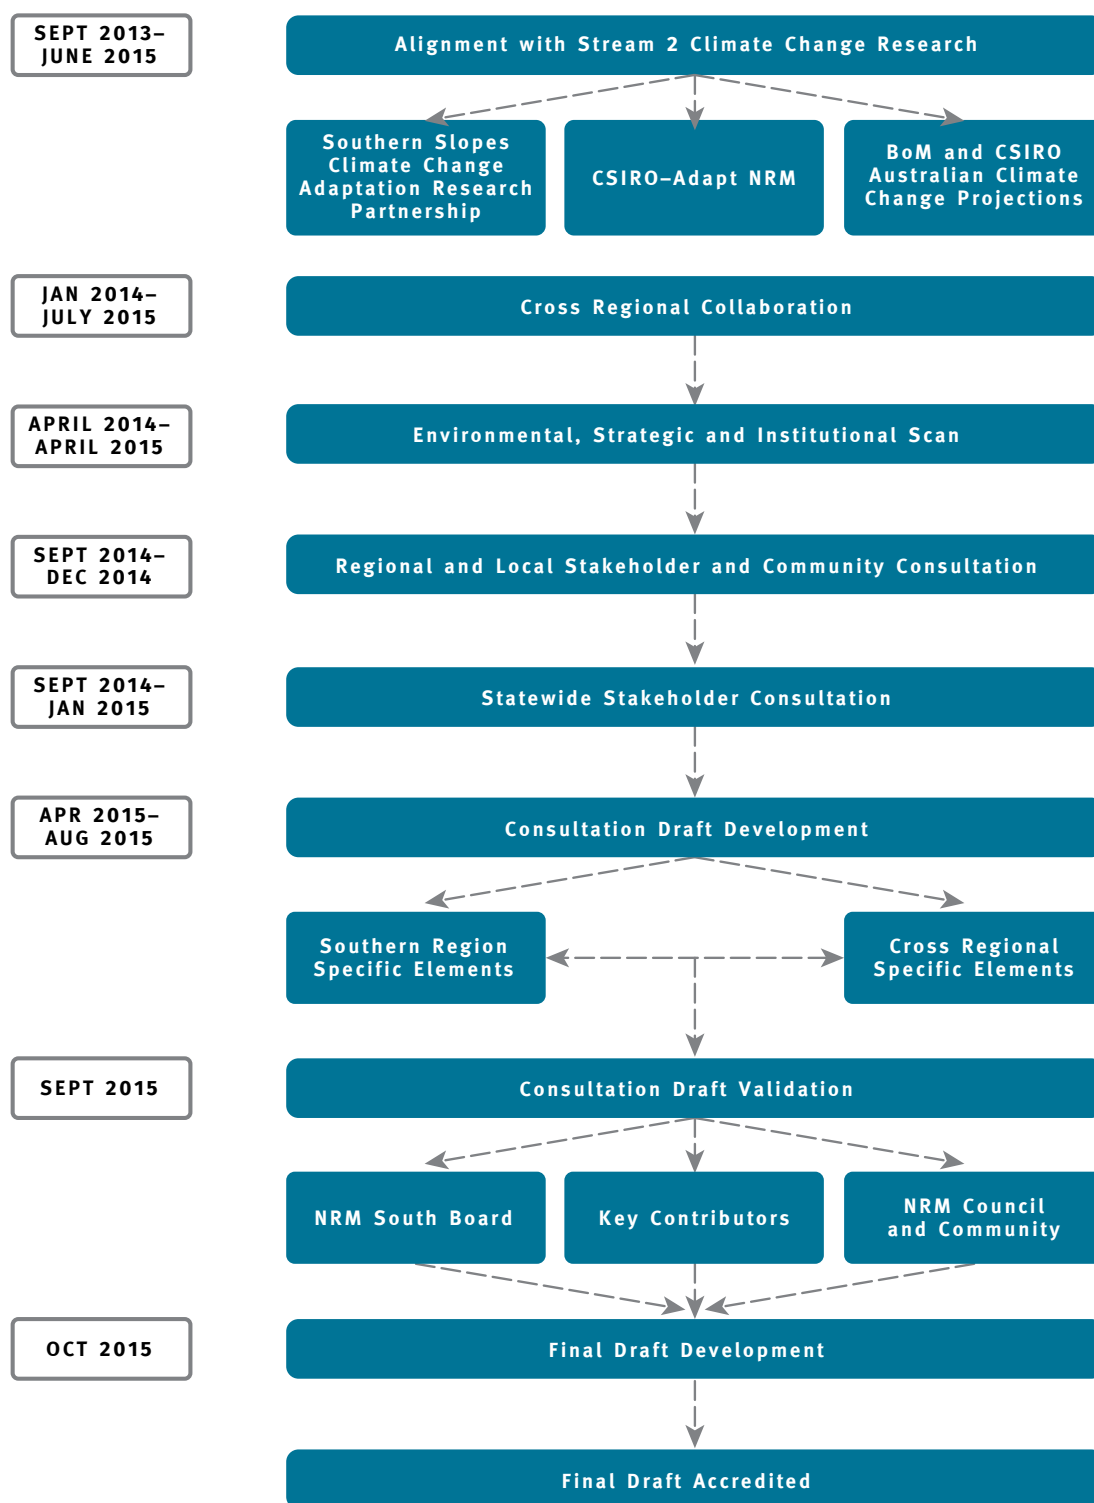 SEPT 2013–
JUNE 2015
Alignment with Stream 2 Climate Change Research
Southern Slopes
Climate Change
Adaptation Research
Partnership
CSIRO–Adapt NRM
BoM and CSIRO
Australian Climate
Change Projections
JAN 2014–
JULY 2015
Cross Regional Collaboration
APRIL 2014–
APRIL 2015
Environmental, Strategic and Institutional Scan
SEPT 2014–
DEC 2014
Regional and Local Stakeholder and Community Consultation
SEPT 2014–
JAN 2015
Statewide Stakeholder Consultation
APR 2015–
AUG 2015
Consultation Draft Development
Southern Region
Specific Elements
Cross Regional
Specific Elements
SEPT 2015
Consultation Draft Validation
NRM South Board
Key Contributors
NRM Council
and Community
OCT 2015
Final Draft Development
Final Draft Accredited